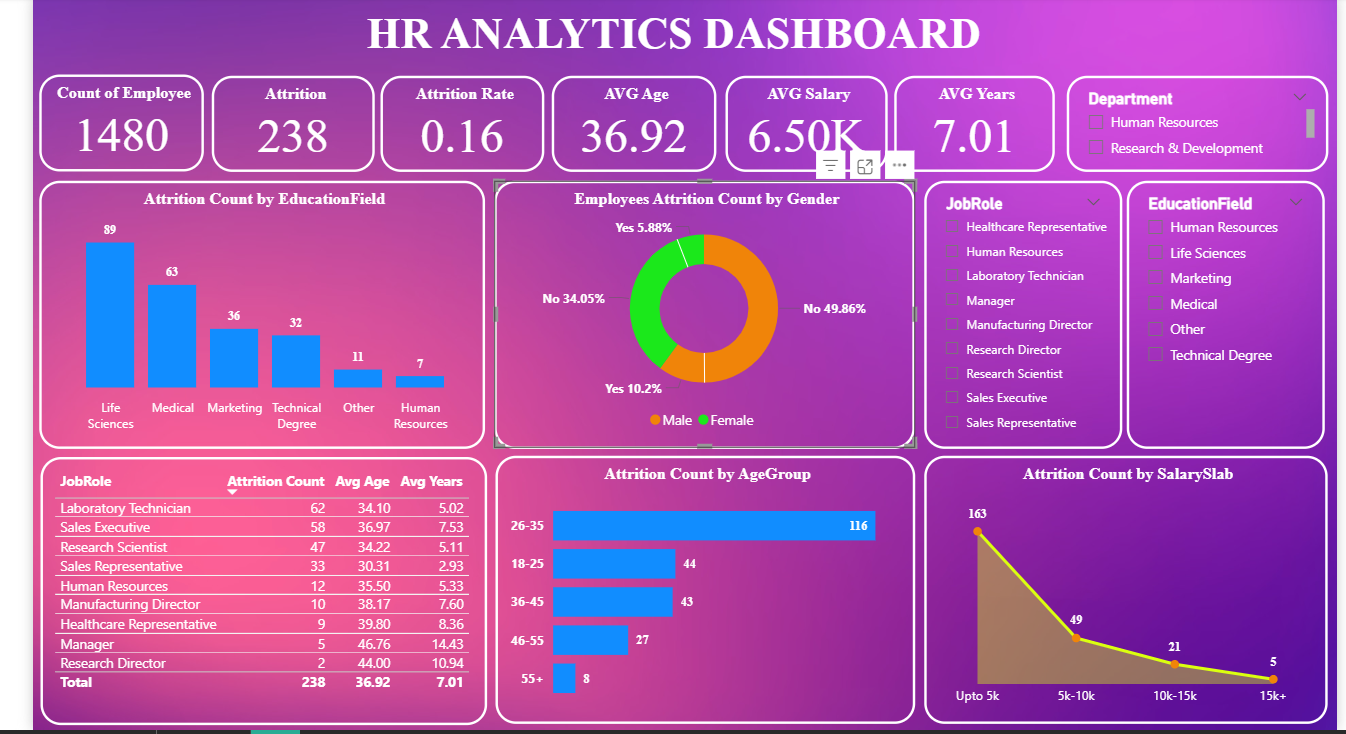 HR ANALYTICS DASHBOARD
Count of Employee
1480
Attrition
238
Attrition Rate
0.16
AVG Age
36.92
AVG Salary
6.50K
AVG Years
7.01
Department
Human Resources
Research & Development
Attrition Count by EducationField
89
63
36
32
11
7
Life Sciences
Medical
Marketing
Technical Degree
Other
Human Resources
Employees Attrition Count by Gender
Yes 5.88%
No 34.05%
No 49.86%
Yes 10.2%
Male
Female
JobRole
Healthcare Representative
Human Resources
Laboratory Technician
Manager
Manufacturing Director
Research Director
Research Scientist
Sales Executive
Sales Representative
EducationField
Human Resources
Life Sciences
Marketing
Medical
Other
Technical Degree
JobRole Attrition Count Avg Age Avg Years
Laboratory Technician 62 34.10 5.02
Sales Executive 58 36.97 7.53
Research Scientist 47 34.22 5.11
Sales Representative 33 30.31 2.93
Human Resources 12 35.50 5.33
Manufacturing Director 10 38.17 7.60
Healthcare Representative 9 39.80 8.36
Manager 5 46.76 14.43
Research Director 2 44.00 10.94
Total 238 36.92 7.01
Attrition Count by AgeGroup
26-35 116
18-25 44
36-45 43
46-55 27
55+ 8
Attrition Count by SalarySlab
163
49
21
5
Upto 5k
5k-10k
10k-15k
15k+